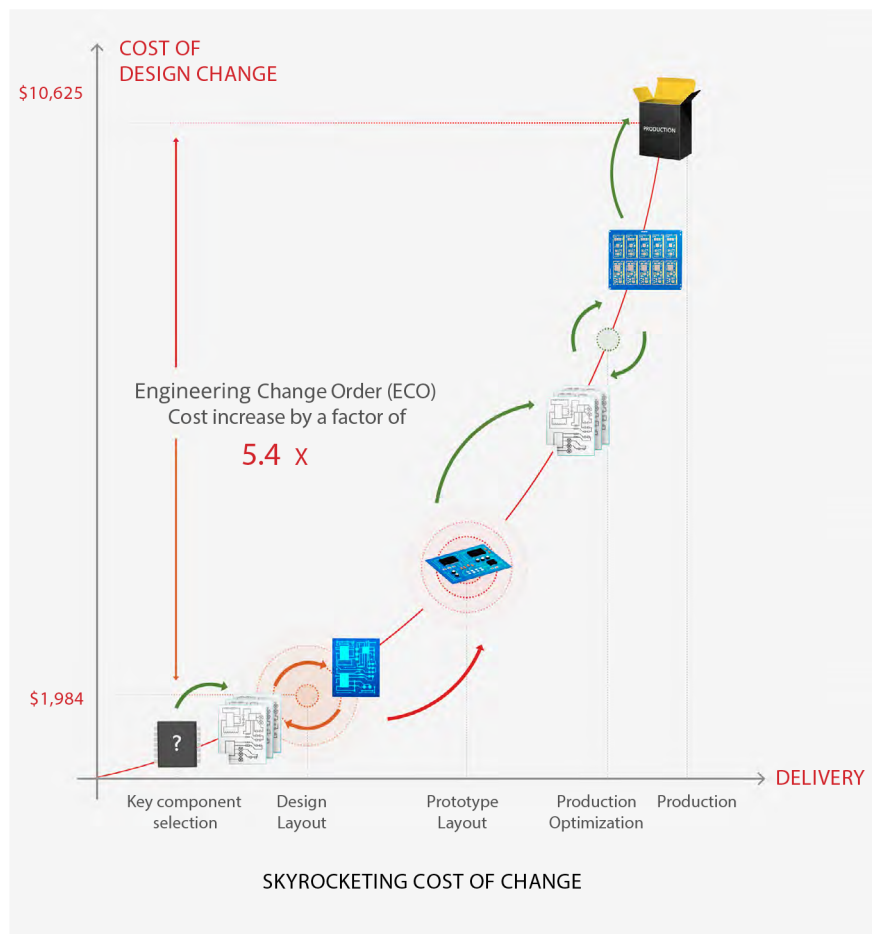 COST OF
DESIGN CHANGE
$10,625
PRODUCTION
Engineering Change Order (ECO)
Cost increase by a factor of
5.4 X
$1,984
?
DELIVERY
Key component
selection
Design
Layout
Prototype
Layout
Production
Optimization
Production
SKYROCKETING COST OF CHANGE